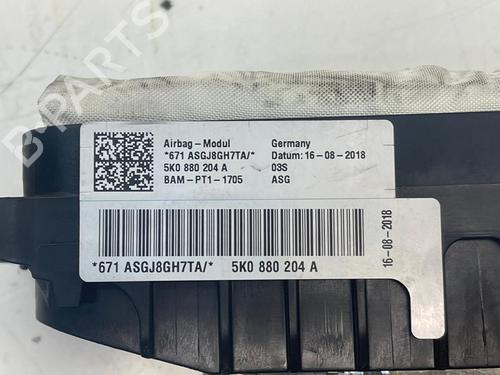 B-PARTS
Airbag-Modul Germany
*671 ASGJ8GH7TA/* Datum: 16-08-2018
5K0 880 204 A 03S
BAM-PT1-1705 ASG
*671 ASGJ8GH7TA/* 5K0 880 204 A
16-08-2018